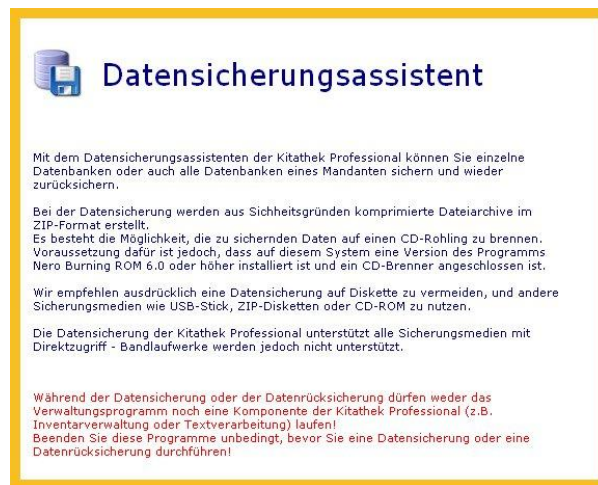 Datensicherungsassistent
Mit dem Datensicherungsassistenten der Kitathek Professional können Sie einzelne
Datenbanken oder auch alle Datenbanken eines Mandanten sichern und wieder
zurücksichern.
Bei der Datensicherung werden aus Sichheitsgründen komprimierte Dateiarchive im
ZIP-Format erstellt.
Es besteht die Möglichkeit, die zu sichernden Daten auf einen CD-Rohling zu brennen.
Voraussetzung dafür ist jedoch, dass auf diesem System eine Version des Programms
Nero Burning ROM 6.0 oder höher installiert ist und ein CD-Brenner angeschlossen ist.
Wir empfehlen ausdrücklich eine Datensicherung auf Diskette zu vermeiden, und andere
Sicherungsmedien wie USB-Stick, ZIP-Disketten oder CD-ROM zu nutzen.
Die Datensicherung der Kitathek Professional unterstützt alle Sicherungsmedien mit
Direktzugriff - Bandlaufwerke werden jedoch nicht unterstützt.
Während der Datensicherung oder der Datenrücksicherung dürfen weder das
Verwaltungsprogramm noch eine Komponente der Kitathek Professional (z.B.
Inventarverwaltung oder Textverarbeitung) laufen!
Beenden Sie diese Programme unbedingt, bevor Sie eine Datensicherung oder eine
Datenrücksicherung durchführen!